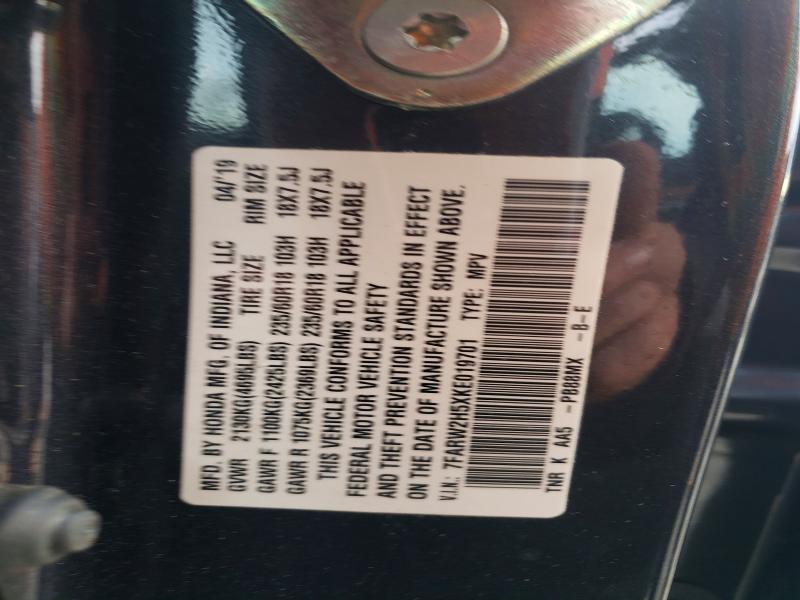 MFD. BY HONDA MFG. OF INDIANA, LLC 04/'19
GVWR 2130KG(4695LBS) TIRE SIZE RIM SIZE
GAWR F 1100KG(2425LBS) 235/60R18 103H 18X7.5J
GAWR R 1075KG(2369LBS) 235/60R18 103H 18X7.5J
THIS VEHICLE CONFORMS TO ALL APPLICABLE
FEDERAL MOTOR VEHICLE SAFETY
AND THEFT PREVENTION STANDARDS IN EFFECT
ON THE DATE OF MANUFACTURE SHOWN ABOVE.
V.I.N.: 7FARW2H5XKE019701 TYPE: MPV
TNR K AA5 -P888MX -B-E